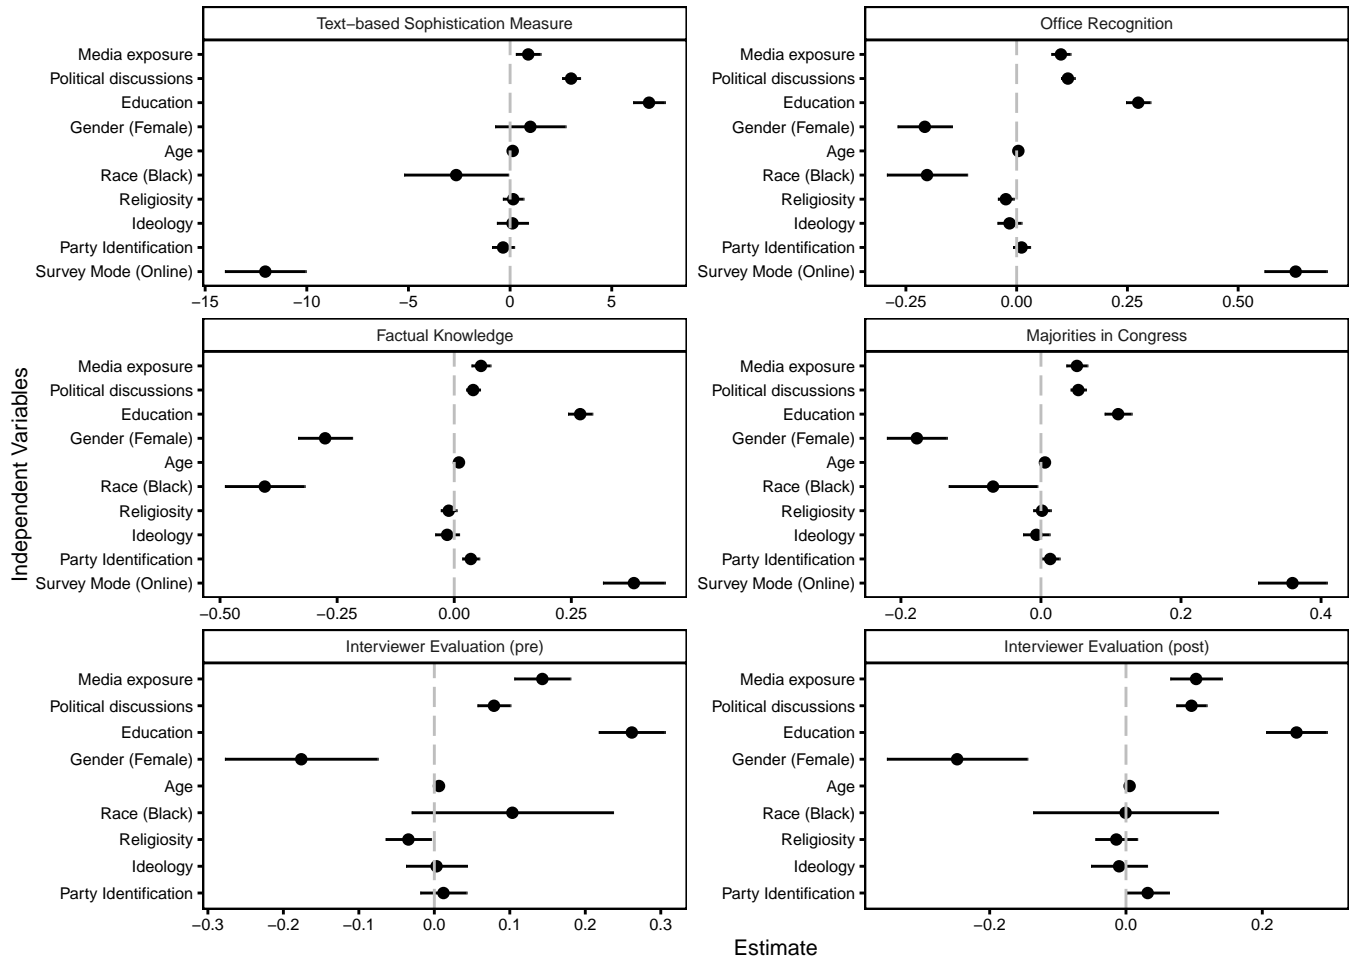 Text−based Sophistication Measure
Media exposure
Political discussions
Education
Gender (Female)
Age
Race (Black)
Religiosity
Ideology
Party Identification
Survey Mode (Online)
−15 −10 −5 0 5
Office Recognition
Media exposure
Political discussions
Education
Gender (Female)
Age
Race (Black)
Religiosity
Ideology
Party Identification
Survey Mode (Online)
−0.25 0.00 0.25 0.50
Independent Variables
Factual Knowledge
Media exposure
Political discussions
Education
Gender (Female)
Age
Race (Black)
Religiosity
Ideology
Party Identification
Survey Mode (Online)
−0.50 −0.25 0.00 0.25
Majorities in Congress
Media exposure
Political discussions
Education
Gender (Female)
Age
Race (Black)
Religiosity
Ideology
Party Identification
Survey Mode (Online)
−0.2 0.0 0.2 0.4
Interviewer Evaluation (pre)
Media exposure
Political discussions
Education
Gender (Female)
Age
Race (Black)
Religiosity
Ideology
Party Identification
−0.3 −0.2 −0.1 0.0 0.1 0.2 0.3
Interviewer Evaluation (post)
Media exposure
Political discussions
Education
Gender (Female)
Age
Race (Black)
Religiosity
Ideology
Party Identification
−0.2 0.0 0.2
Estimate